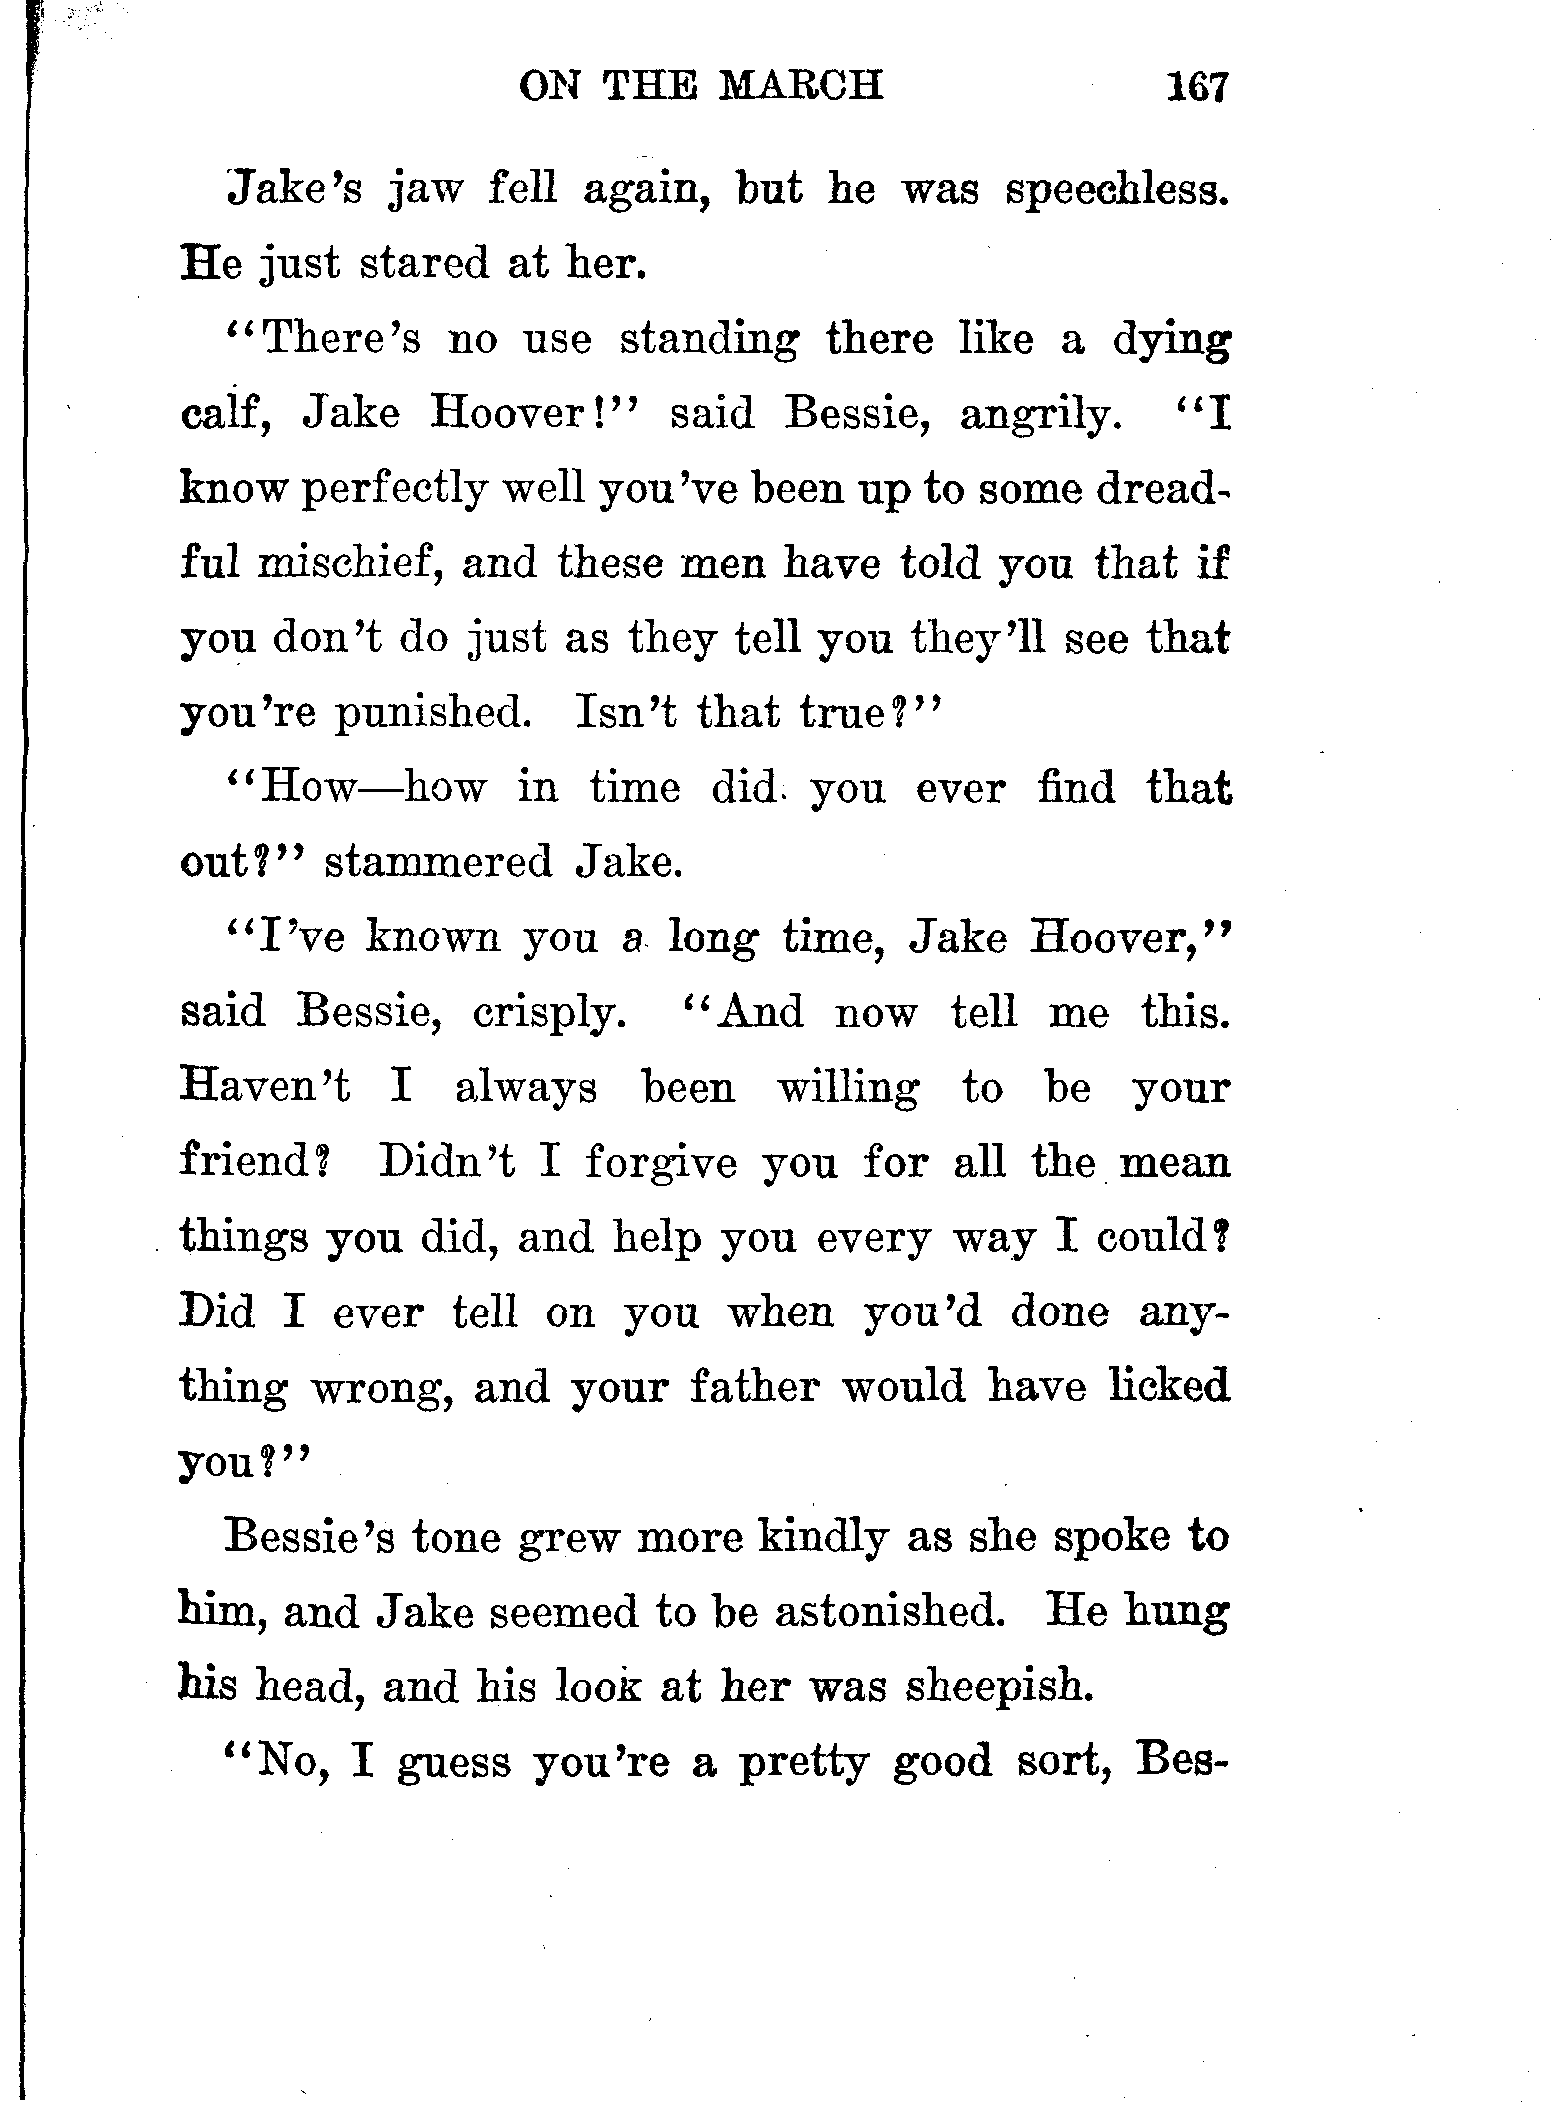 ON THE MARCH 167
Jake's jaw fell again, but he was speechless.
He just stared at her.
"There's no use standing there like a dying
calf, Jake Hoover!" said Bessie, angrily. "I
know perfectly well you've been up to some dread-
ful mischief, and these men have told you that if
you don't do just as they tell you they'll see that
you're punished. Isn't that true?"
"How—how in time did you ever find that
out?" stammered Jake.
"I've known you a long time, Jake Hoover,"
said Bessie, crisply. "And now tell me this.
Haven't I always been willing to be your
friend? Didn't I forgive you for all the mean
things you did, and help you every way I could?
Did I ever tell on you when you'd done any-
thing wrong, and your father would have licked
you?"
Bessie's tone grew more kindly as she spoke to
him, and Jake seemed to be astonished. He hung
his head, and his look at her was sheepish.
"No, I guess you're a pretty good sort, Bes-